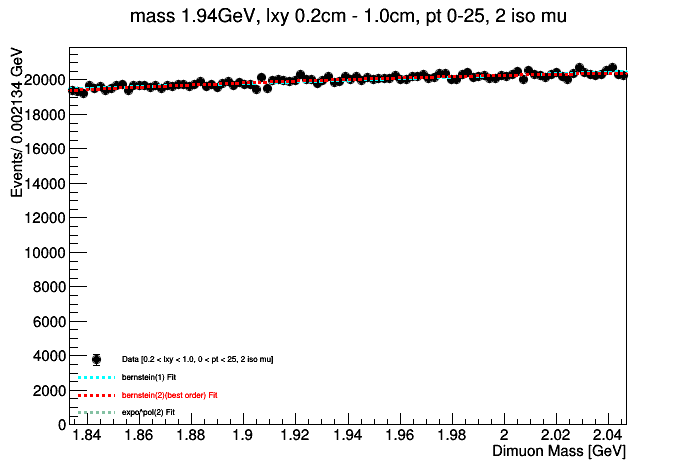 mass 1.94GeV, lxy 0.2cm - 1.0cm, pt 0-25, 2 iso mu
Events/ 0.002134 GeV
20000
18000
16000
14000
12000
10000
8000
6000
4000
2000
0
Data [0.2 < lxy < 1.0, 0 < pt < 25, 2 iso mu]
bernstein(1) Fit
bernstein(2)(best order) Fit
expo*pol(2) Fit
1.84 1.86 1.88 1.9 1.92 1.94 1.96 1.98 2 2.02 2.04
Dimuon Mass [GeV]